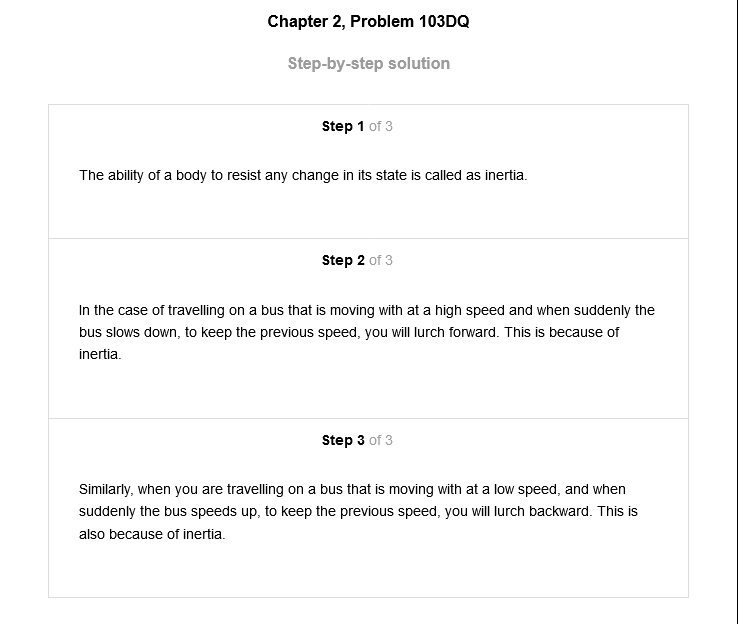 Chapter 2, Problem 103DQ
Step-by-step solution
Step 1 of 3
The ability of a body to resist any change in its state is called as inertia.
Step 2 of 3
In the case of travelling on a bus that is moving with at a high speed and when suddenly the
bus slows down, to keep the previous speed, you will lurch forward. This is because of
inertia.
Step 3 of 3
Similarly, when you are travelling on a bus that is moving with at a low speed, and when
suddenly the bus speeds up, to keep the previous speed, you will lurch backward. This is
also because of inertia.